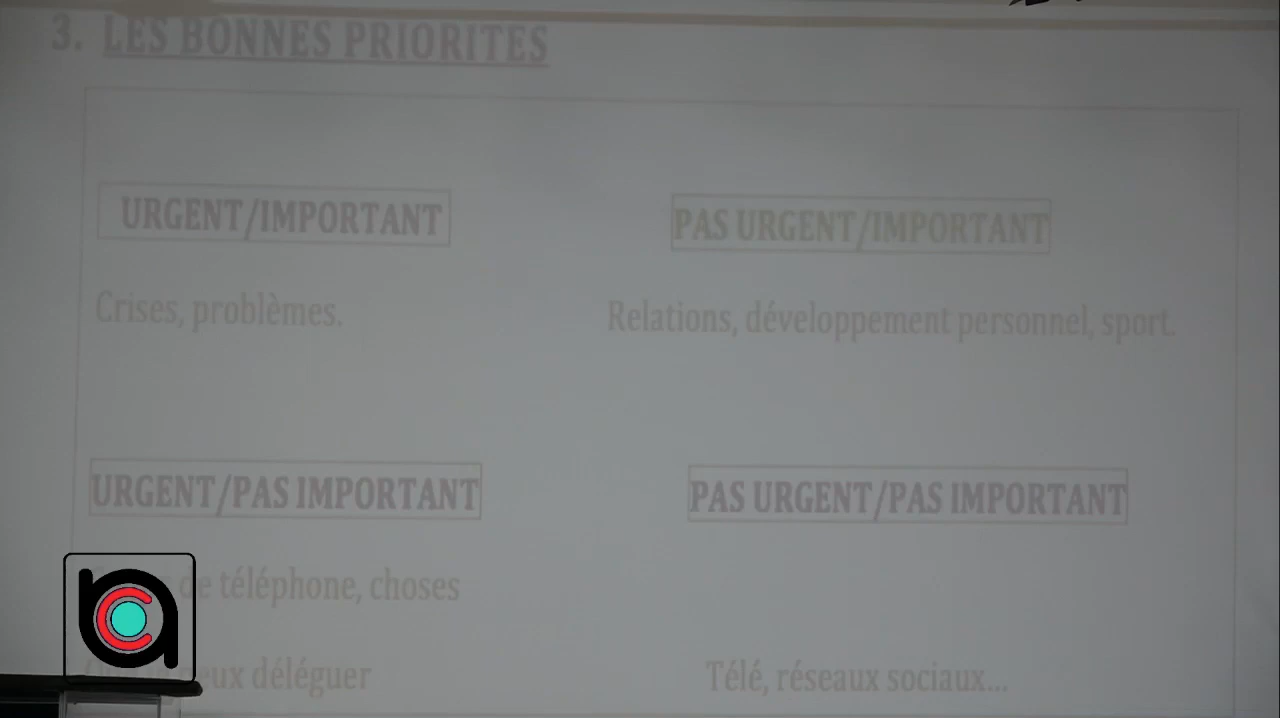 3. LES BONNES PRIORITES
URGENT/IMPORTANT
PAS URGENT/IMPORTANT
Crises, problèmes.
Relations, développement personnel, sport.
URGENT/PAS IMPORTANT
PAS URGENT/PAS IMPORTANT
de téléphone, choses
déléguer
Télé, réseaux sociaux...